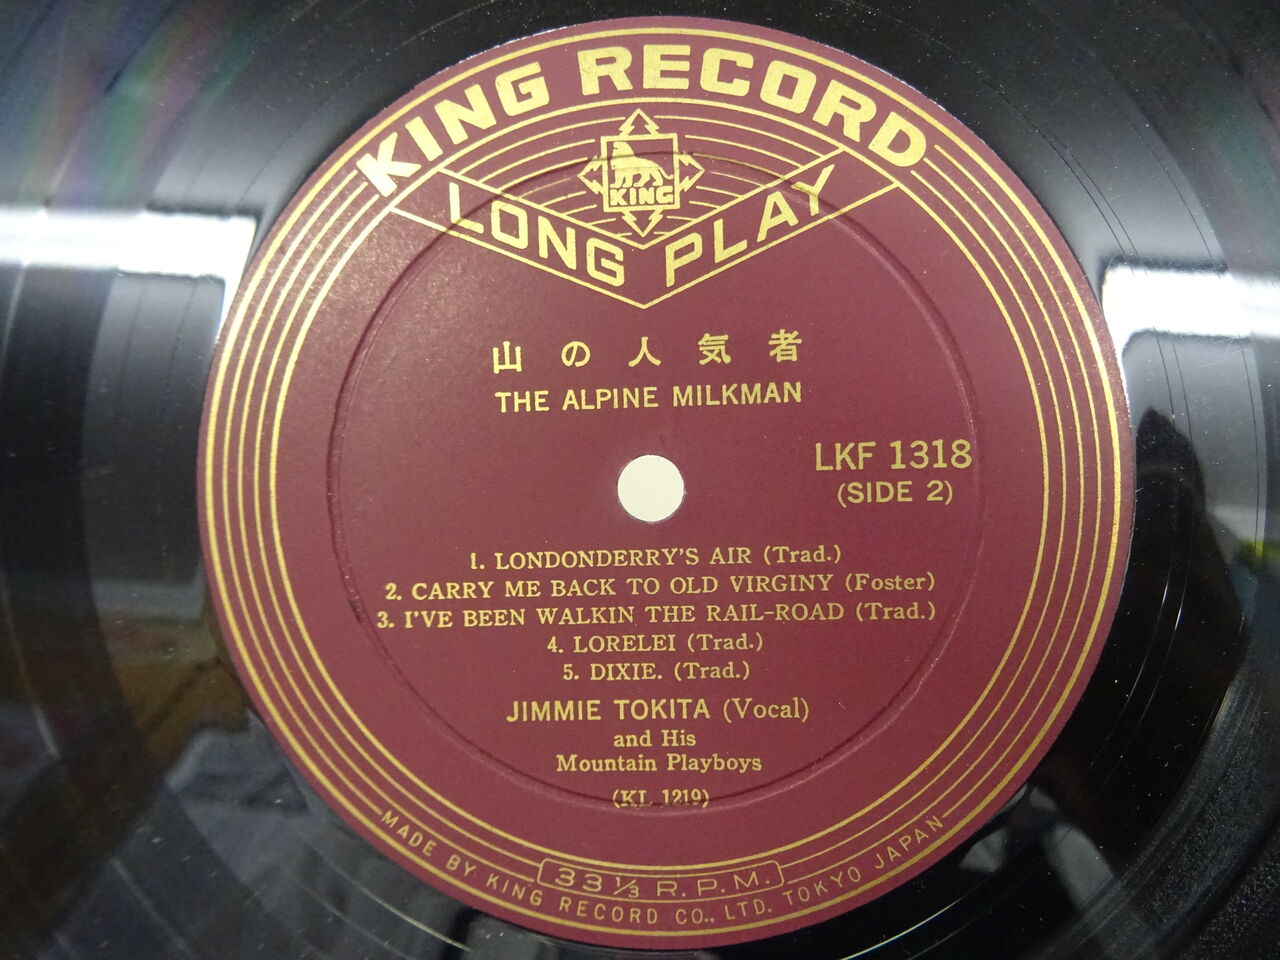 KING RECORD
KING
LONG PLAY
山の人気者
THE ALPINE MILKMAN
LKF 1318
(SIDE 2)
1. LONDONDERRY'S AIR (Trad.)
2. CARRY ME BACK TO OLD VIRGINY (Foster)
3. I'VE BEEN WALKIN THE RAIL-ROAD (Trad.)
4. LORELEI (Trad.)
5. DIXIE. (Trad.)
JIMMIE TOKITA (Vocal)
and His
Mountain Playboys
(KL 1219)
33⅓ R.P.M.
MADE BY KING RECORD CO., LTD. TOKYO JAPAN